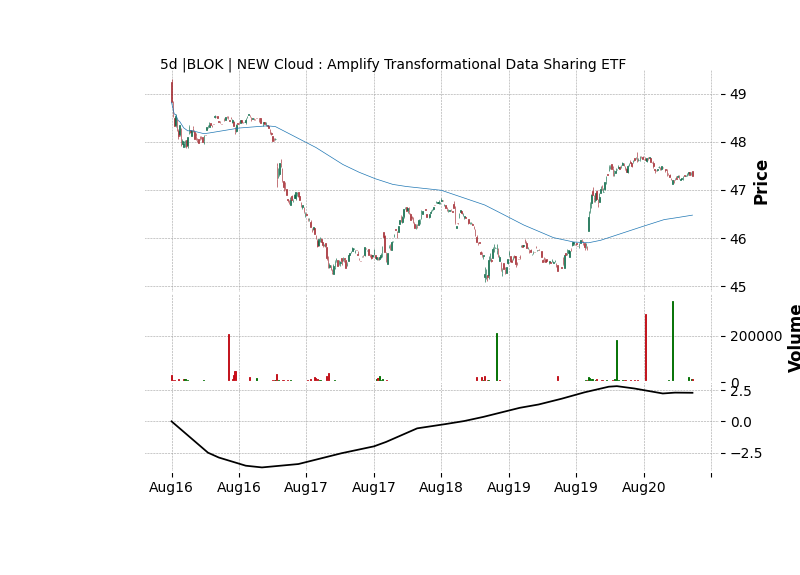 5d |BLOK | NEW Cloud : Amplify Transformational Data Sharing ETF
49
48
47
46
45
Price
200000
0
Volume
2.5
0.0
−2.5
Aug16 Aug16 Aug17 Aug17 Aug18 Aug19 Aug19 Aug20